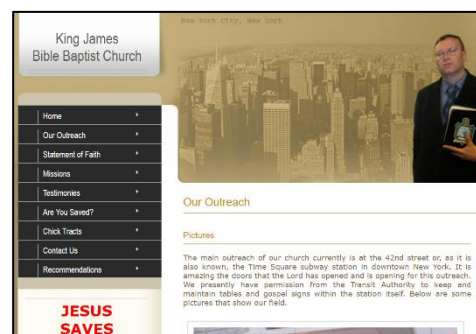 New York City, New York
King James
Bible Baptist Church
Home
Our Outreach
Statement of Faith
Missions
Testimonies
Are You Saved?
Chick Tracts
Contact Us
Recommendations
JESUS
SAVES
Our Outreach
Pictures
The main outreach of our church currently is at the 42nd street or, as it is
also known, the Time Square subway station in downtown New York. It is
amazing the doors that the Lord has opened and is opening for this outreach.
We presently have permission from the Transit Authority to keep and
maintain tables and gospel signs within the station itself. Below are some
pictures that show our field.